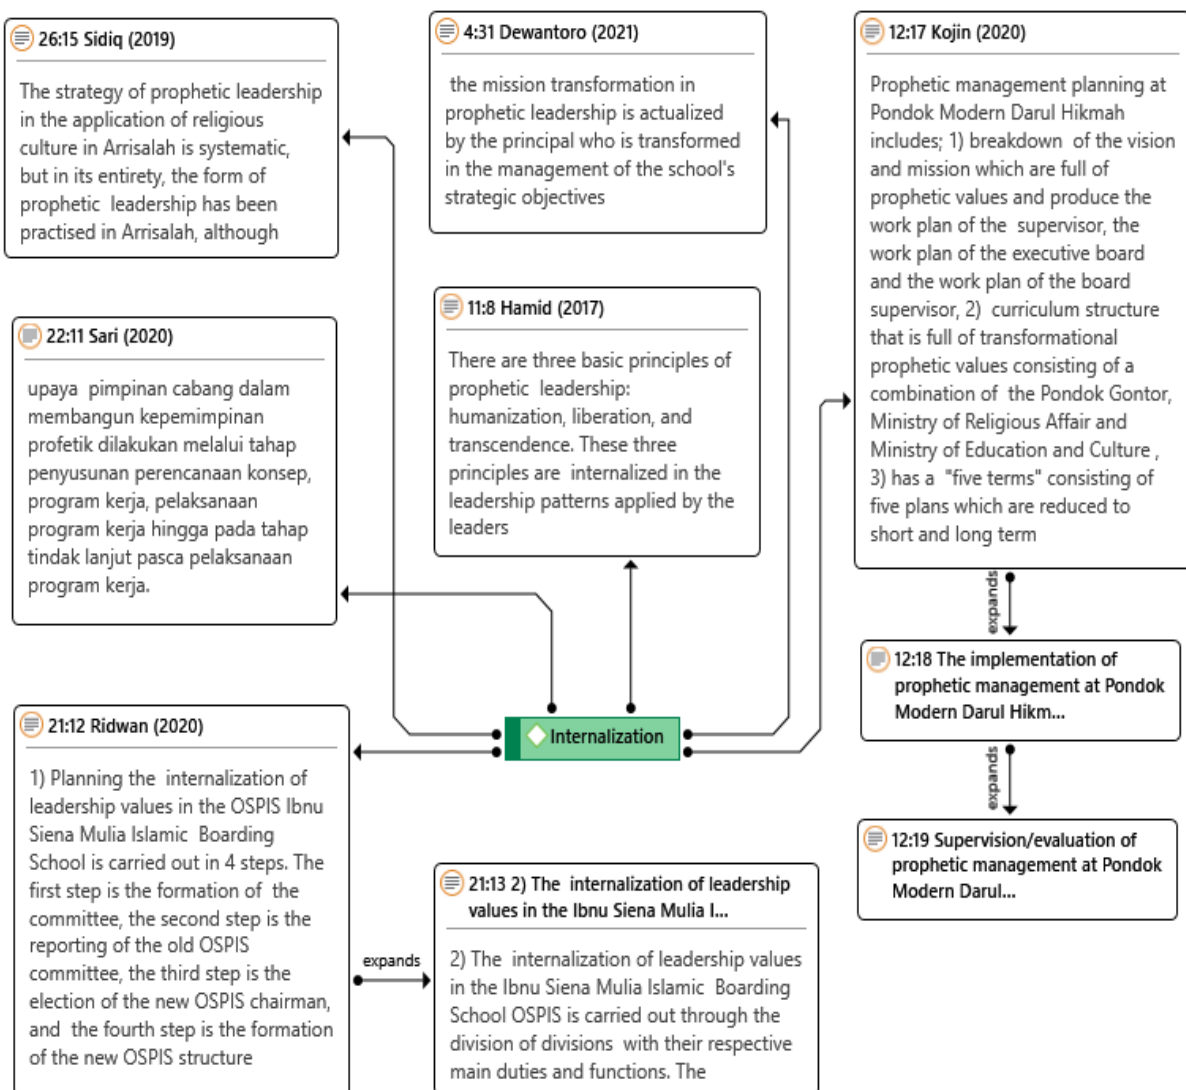 26:15 Sidiq (2019)
The strategy of prophetic leadership
in the application of religious
culture in Arrisalah is systematic,
but in its entirety, the form of
prophetic leadership has been
practised in Arrisalah, although
4:31 Dewantoro (2021)
the mission transformation in
prophetic leadership is actualized
by the principal who is transformed
in the management of the school's
strategic objectives
12:17 Kojin (2020)
Prophetic management planning at
Pondok Modern Darul Hikmah
includes; 1) breakdown of the vision
and mission which are full of
prophetic values and produce the
work plan of the supervisor, the
work plan of the executive board
and the work plan of the board
supervisor, 2) curriculum structure
that is full of transformational
prophetic values consisting of a
combination of the Pondok Gontor,
Ministry of Religious Affair and
Ministry of Education and Culture ,
3) has a "five terms" consisting of
five plans which are reduced to
short and long term
22:11 Sari (2020)
upaya pimpinan cabang dalam
membangun kepemimpinan
profetik dilakukan melalui tahap
penyusunan perencanaan konsep,
program kerja, pelaksanaan
program kerja hingga pada tahap
tindak lanjut pasca pelaksanaan
program kerja.
11:8 Hamid (2017)
There are three basic principles of
prophetic leadership:
humanization, liberation, and
transcendence. These three
principles are internalized in the
leadership patterns applied by the
leaders
expands
12:18 The implementation of
prophetic management at Pondok
Modern Darul Hikm...
expands
12:19 Supervision/evaluation of
prophetic management at Pondok
Modern Darul...
Internalization
21:12 Ridwan (2020)
1) Planning the internalization of
leadership values in the OSPIS Ibnu
Siena Mulia Islamic Boarding
School is carried out in 4 steps. The
first step is the formation of the
committee, the second step is the
reporting of the old OSPIS
committee, the third step is the
election of the new OSPIS chairman,
and the fourth step is the formation
of the new OSPIS structure
expands
21:13 2) The internalization of leadership
values in the Ibnu Siena Mulia I...
2) The internalization of leadership values
in the Ibnu Siena Mulia Islamic Boarding
School OSPIS is carried out through the
division of divisions with their respective
main duties and functions. The